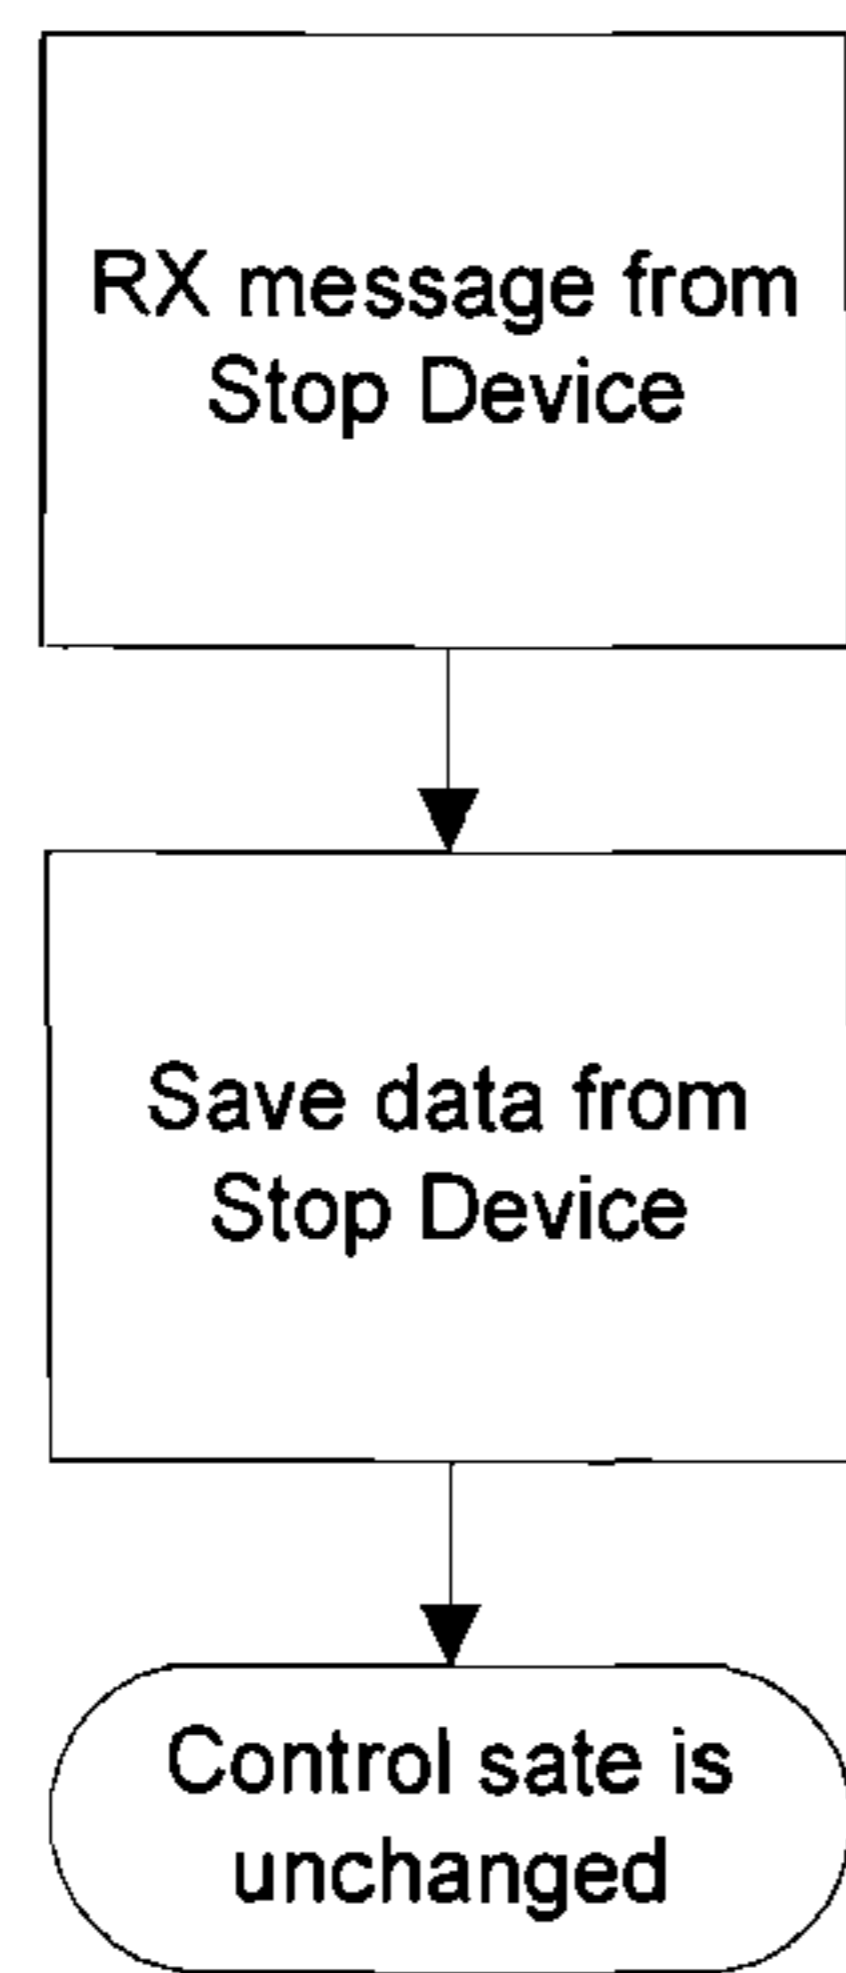 RX message from
Stop Device
Save data from
Stop Device
Control sate is
unchanged